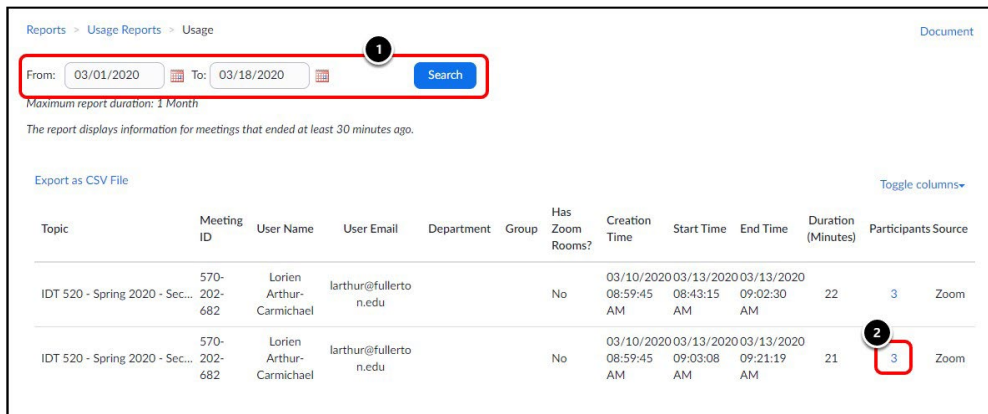 Reports > Usage Reports > Usage
Document
1
From: 03/01/2020 To: 03/18/2020 Search
Maximum report duration: 1 Month
The report displays information for meetings that ended at least 30 minutes ago.
Export as CSV File
Toggle columns
Topic Meeting ID User Name User Email Department Group Has Zoom Rooms? Creation Time Start Time End Time Duration (Minutes) Participants Source
IDT 520 - Spring 2020 - Sec... 570-202-682 Lorien Arthur-Carmichael larthur@fullerton.edu No 03/10/2020 08:59:45 AM 03/13/2020 08:43:15 AM 03/13/2020 09:02:30 AM 22 3 Zoom
2
IDT 520 - Spring 2020 - Sec... 570-202-682 Lorien Arthur-Carmichael larthur@fullerton.edu No 03/10/2020 08:59:45 AM 03/13/2020 09:03:08 AM 03/13/2020 09:21:19 AM 21 3 Zoom